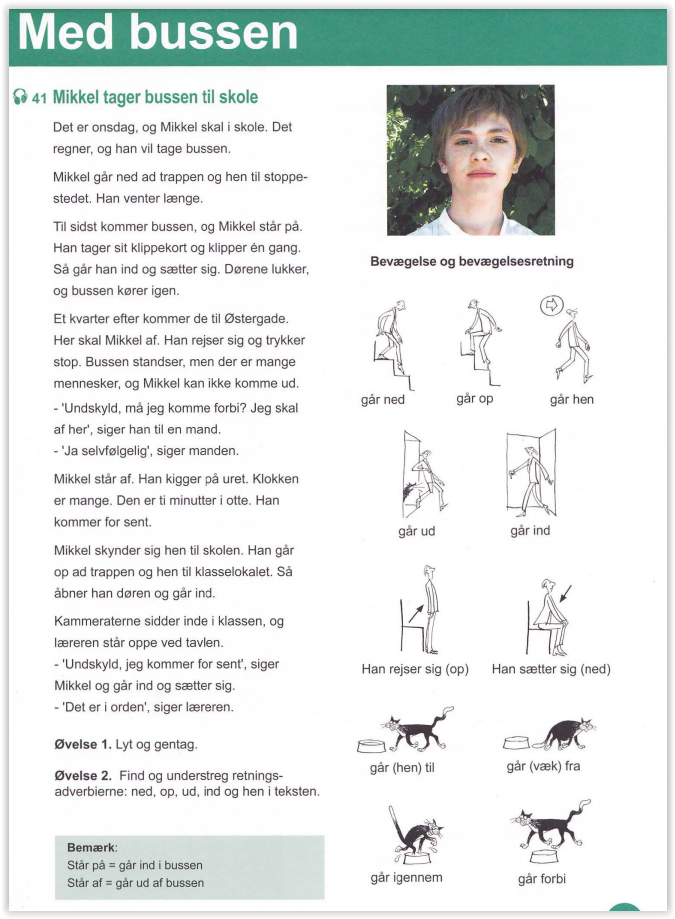 Med bussen
41 Mikkel tager bussen til skole
Det er onsdag, og Mikkel skal i skole. Det
regner, og han vil tage bussen.
Mikkel går ned ad trappen og hen til stoppe-
stedet. Han venter længe.
Til sidst kommer bussen, og Mikkel står på.
Han tager sit klippekort og klipper én gang.
Så går han ind og sætter sig. Dørene lukker,
og bussen kører igen.
Et kvarter efter kommer de til Østergade.
Her skal Mikkel af. Han rejser sig og trykker
stop. Bussen standser, men der er mange
mennesker, og Mikkel kan ikke komme ud.
- 'Undskyld, må jeg komme forbi? Jeg skal
af her', siger han til en mand.
- 'Ja selvfølgelig', siger manden.
Mikkel står af. Han kigger på uret. Klokken
er mange. Den er ti minutter i otte. Han
kommer for sent.
Mikkel skynder sig hen til skolen. Han går
op ad trappen og hen til klasselokalet. Så
åbner han døren og går ind.
Kammeraterne sidder inde i klassen, og
læreren står oppe ved tavlen.
- 'Undskyld, jeg kommer for sent', siger
Mikkel og går ind og sætter sig.
- 'Det er i orden', siger læreren.
Øvelse 1. Lyt og gentag.
Øvelse 2. Find og understreg retnings-
adverbierne: ned, op, ud, ind og hen i teksten.
Bemærk:
Står på = går ind i bussen
Står af = går ud af bussen
Bevægelse og bevægelsesretning
går ned
går op
går hen
går ud
går ind
Han rejser sig (op)
Han sætter sig (ned)
går (hen) til
går (væk) fra
går igennem
går forbi